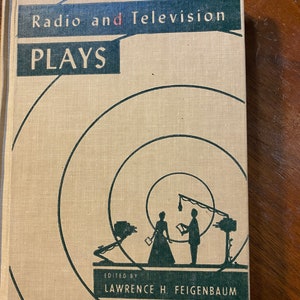 Radio and Television
PLAYS
EDITED BY
LAWRENCE H FEIGENBAUM